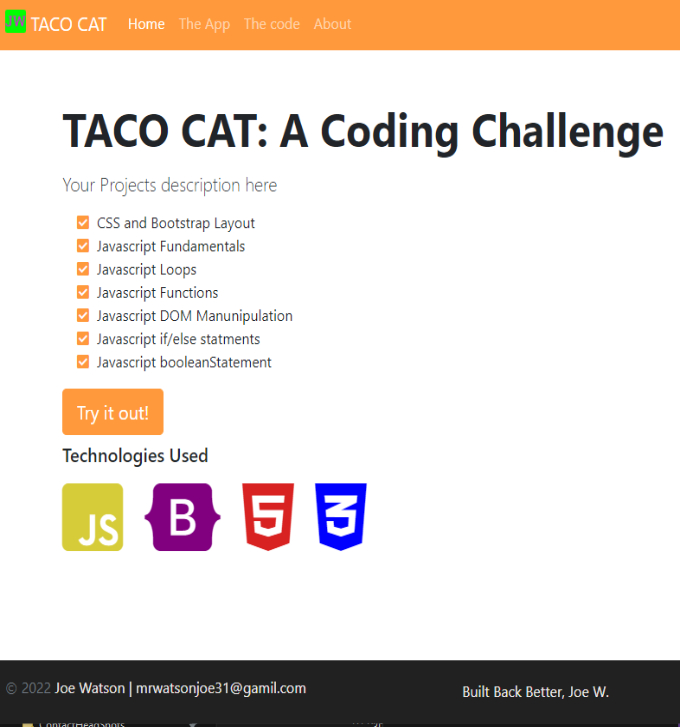 JW TACO CAT Home The App The code About
TACO CAT: A Coding Challenge
Your Projects description here
CSS and Bootstrap Layout
Javascript Fundamentals
Javascript Loops
Javascript Functions
Javascript DOM Manunipulation
Javascript if/else statments
Javascript booleanStatement
Try it out!
Technologies Used
JS B 5 3
© 2022 Joe Watson | mrwatsonjoe31@gamil.com
Built Back Better, Joe W.
ContactHeadShots